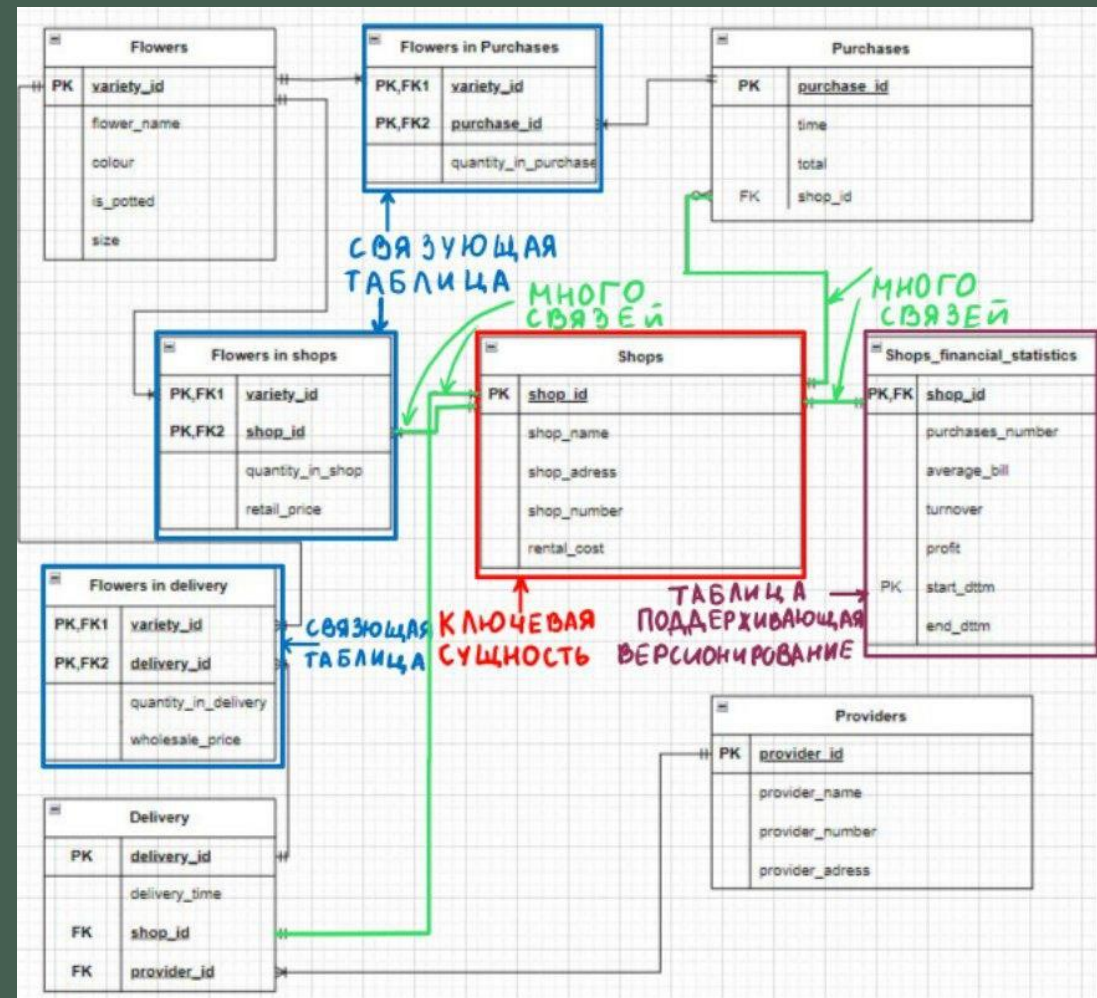 Flowers
PK variety_id
flower_name
colour
is_potted
size
Flowers in Purchases
PK,FK1 variety_id
PK,FK2 purchase_id
quantity_in_purchase
Purchases
PK purchase_id
time
total
FK shop_id
СВЯЗУЮЩАЯ
ТАБЛИЦА
МНОГО
СВЯЗЕЙ
МНОГО
СВЯЗЕЙ
Flowers in shops
PK,FK1 variety_id
PK,FK2 shop_id
quantity_in_shop
retail_price
Shops
PK shop_id
shop_name
shop_adress
shop_number
rental_cost
Shops_financial_statistics
PK,FK shop_id
purchases_number
average_bill
turnover
profit
PK start_dttm
end_dttm
Flowers in delivery
PK,FK1 variety_id
PK,FK2 delivery_id
quantity_in_delivery
wholesale_price
СВЯЗЮЩАЯ
ТАБЛИЦА
КЛЮЧЕВАЯ
СУЩНОСТЬ
ТАБЛИЦА
ПОДДЕРЖИВАЮЩАЯ
ВЕРСИОНИРОВАНИЕ
Delivery
PK delivery_id
delivery_time
FK shop_id
FK provider_id
Providers
PK provider_id
provider_name
provider_number
provider_adress